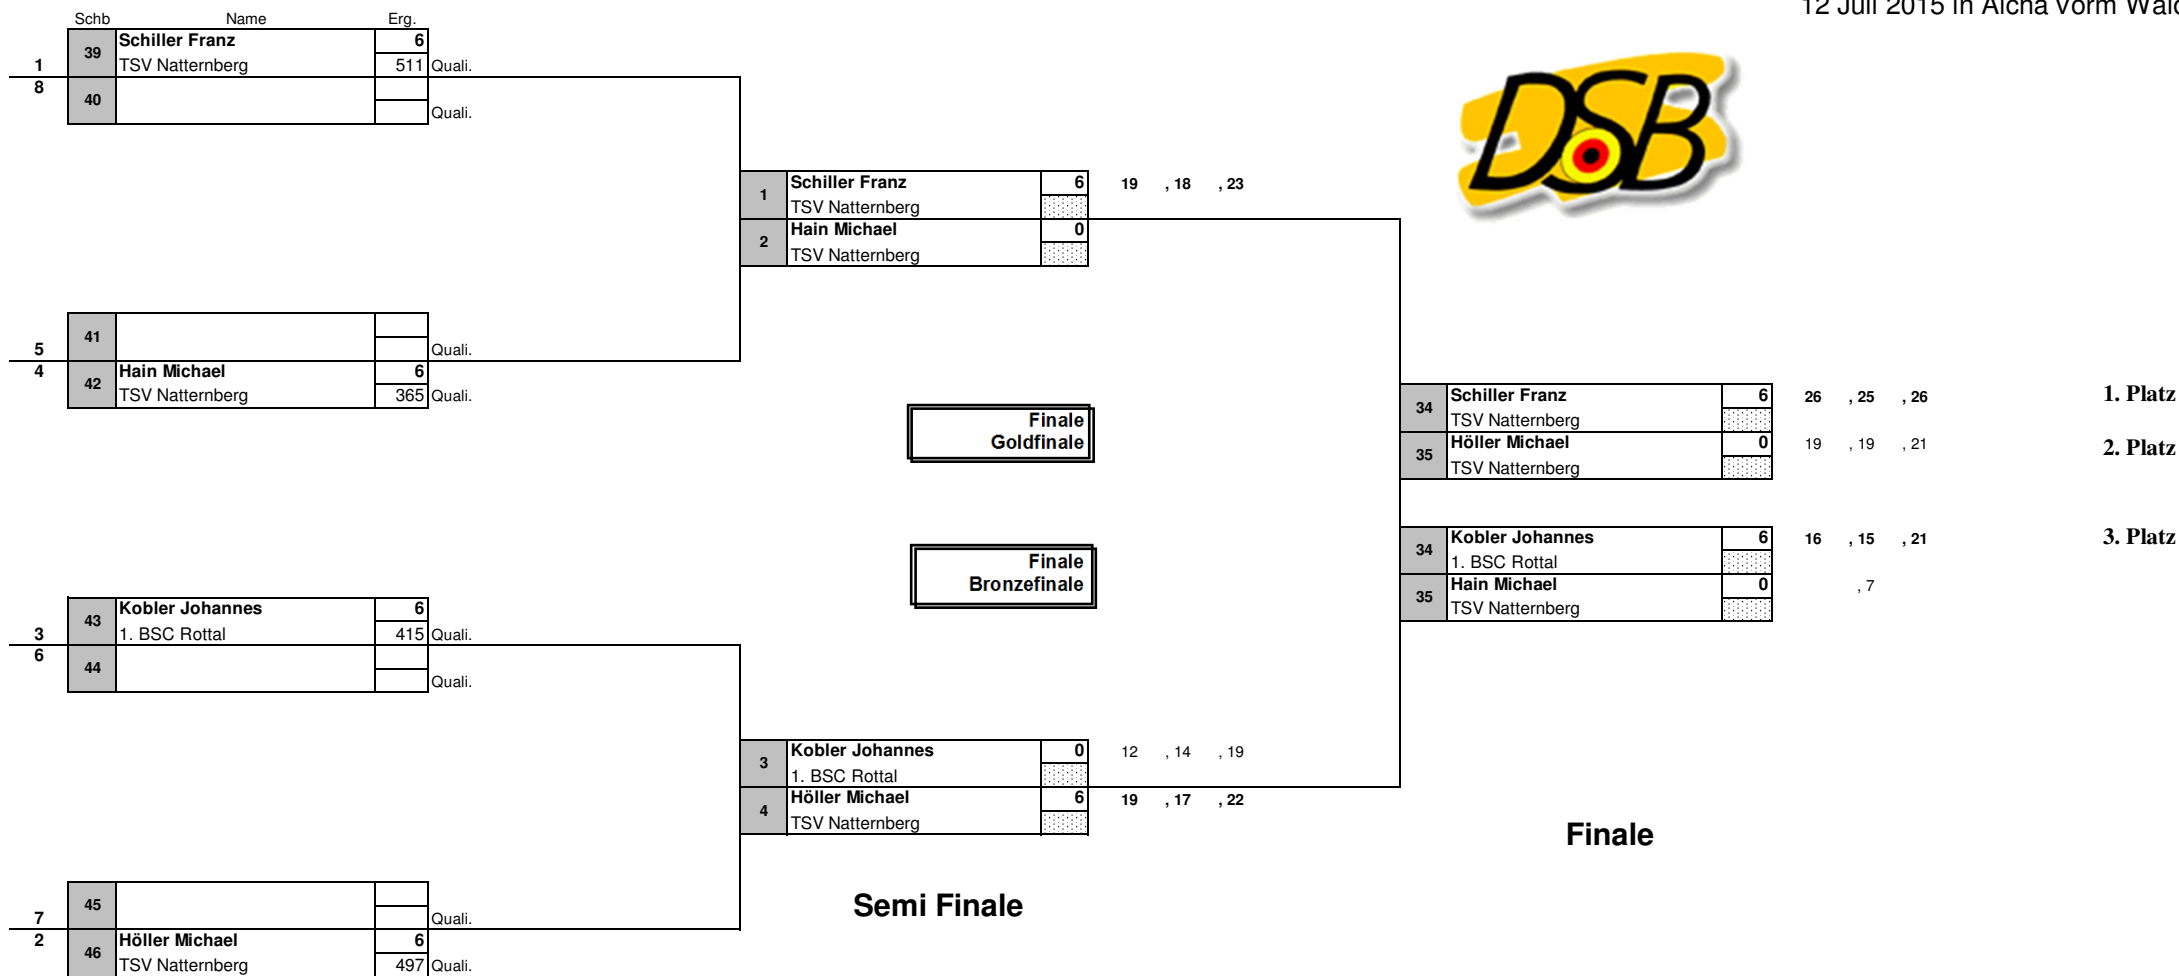 12 Juli 2015 in Aicha vorm Wald
Schb Name Erg.
39 Schiller Franz 6
1 TSV Natternberg 511 Quali.
8
40
Quali.
DSB
1 Schiller Franz 6 19 , 18 , 23
TSV Natternberg
2 Hain Michael 0
TSV Natternberg
41
5 Quali.
4 42 Hain Michael 6
TSV Natternberg 365 Quali.
Finale
Goldfinale
34 Schiller Franz 6 26 , 25 , 26 1. Platz
TSV Natternberg
35 Höller Michael 0 19 , 19 , 21 2. Platz
TSV Natternberg
Finale
Bronzefinale
34 Kobler Johannes 6 16 , 15 , 21 3. Platz
1. BSC Rottal
35 Hain Michael 0 , 7
TSV Natternberg
43 Kobler Johannes 6
3 1. BSC Rottal 415 Quali.
6
44
Quali.
3 Kobler Johannes 0 12 , 14 , 19
1. BSC Rottal
4 Höller Michael 6 19 , 17 , 22
TSV Natternberg
Finale
Semi Finale
45
7 Quali.
2 46 Höller Michael 6
TSV Natternberg 497 Quali.